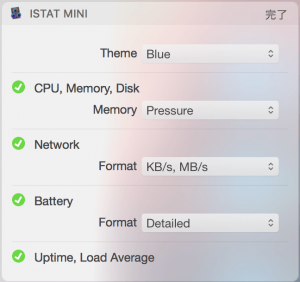 ISTAT MINI 完了
Theme Blue
CPU, Memory, Disk
Memory Pressure
Network
Format KB/s, MB/s
Battery
Format Detailed
Uptime, Load Average